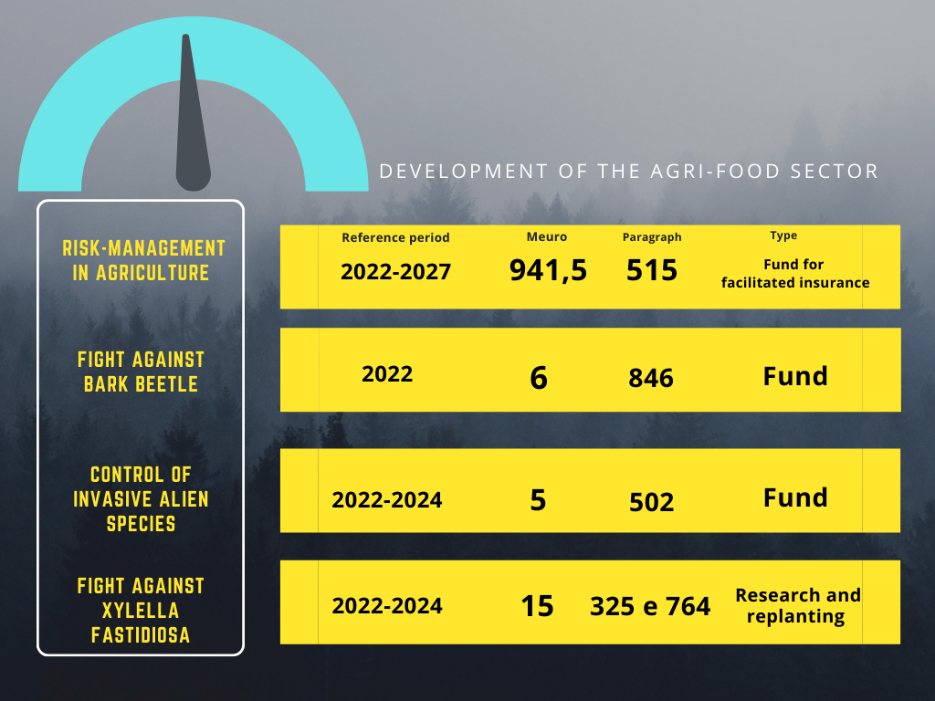 DEVELOPMENT OF THE AGRI-FOOD SECTOR
RISK-MANAGEMENT
IN AGRICULTURE
Reference period Meuro Paragraph Type
2022-2027 941,5 515 Fund for
facilitated insurance
FIGHT AGAINST
BARK BEETLE
2022 6 846 Fund
CONTROL OF
INVASIVE ALIEN
SPECIES
2022-2024 5 502 Fund
FIGHT AGAINST
XYLELLA
FASTIDIOSA
2022-2024 15 325 e 764 Research and
replanting